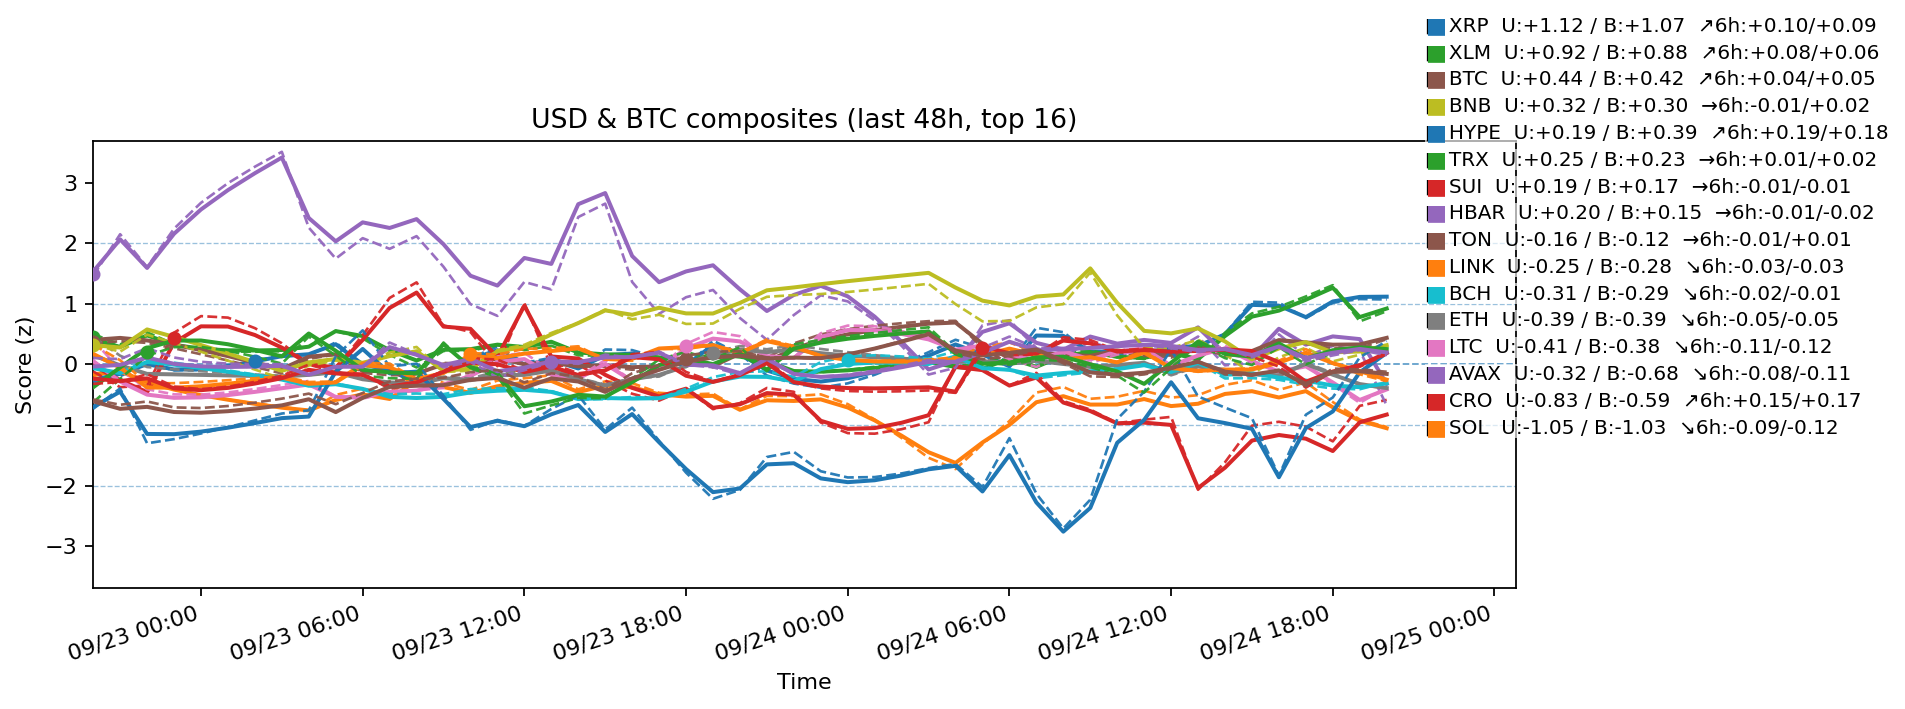 XRP U:+1.12 / B:+1.07 ↗6h:+0.10/+0.09
XLM U:+0.92 / B:+0.88 ↗6h:+0.08/+0.06
BTC U:+0.44 / B:+0.42 ↗6h:+0.04/+0.05
BNB U:+0.32 / B:+0.30 →6h:-0.01/+0.02
HYPE U:+0.19 / B:+0.39 ↗6h:+0.19/+0.18
TRX U:+0.25 / B:+0.23 →6h:+0.01/+0.02
SUI U:+0.19 / B:+0.17 →6h:-0.01/-0.01
HBAR U:+0.20 / B:+0.15 →6h:-0.01/-0.02
TON U:-0.16 / B:-0.12 →6h:-0.01/+0.01
LINK U:-0.25 / B:-0.28 ↘6h:-0.03/-0.03
BCH U:-0.31 / B:-0.29 ↘6h:-0.02/-0.01
ETH U:-0.39 / B:-0.39 ↘6h:-0.05/-0.05
LTC U:-0.41 / B:-0.38 ↘6h:-0.11/-0.12
AVAX U:-0.32 / B:-0.68 ↘6h:-0.08/-0.11
CRO U:-0.83 / B:-0.59 ↗6h:+0.15/+0.17
SOL U:-1.05 / B:-1.03 ↘6h:-0.09/-0.12
USD & BTC composites (last 48h, top 16)
Score (z)
3
2
1
0
−1
−2
−3
09/23 00:00
09/23 06:00
09/23 12:00
09/23 18:00
09/24 00:00
09/24 06:00
09/24 12:00
09/24 18:00
09/25 00:00
Time